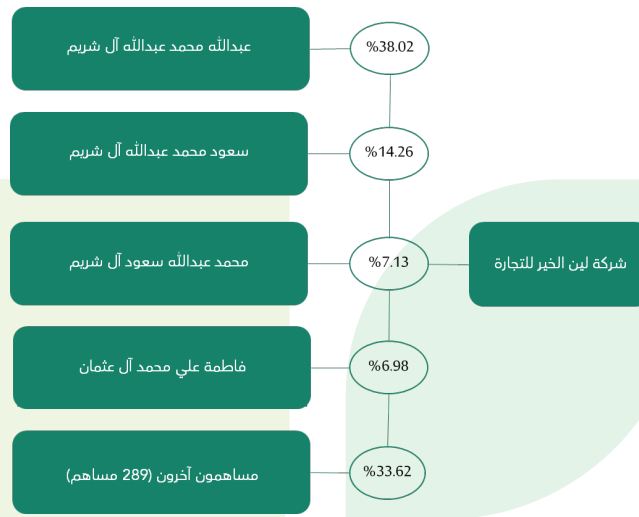 عبدالله محمد عبدالله آل شريم
%38.02
سعود محمد عبدالله آل شريم
%14.26
محمد عبدالله سعود آل شريم
%7.13
شركة لين الخير للتجارة
فاطمة علي محمد آل عثمان
%6.98
مساهمون آخرون (289 مساهم)
%33.62